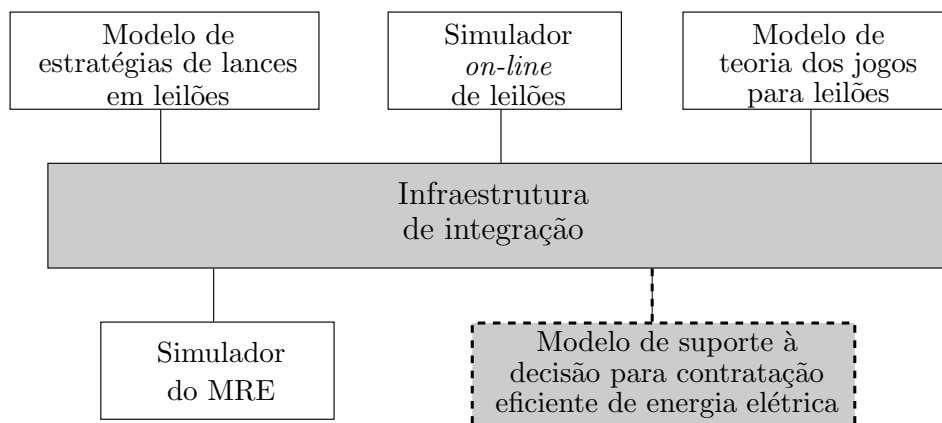 Modelo de
estratégias de lances
em leilões
Simulador
on-line
de leilões
Modelo de
teoria dos jogos
para leilões
Infraestrutura
de integração
Simulador
do MRE
Modelo de suporte à
decisão para contratação
eficiente de energia elétrica